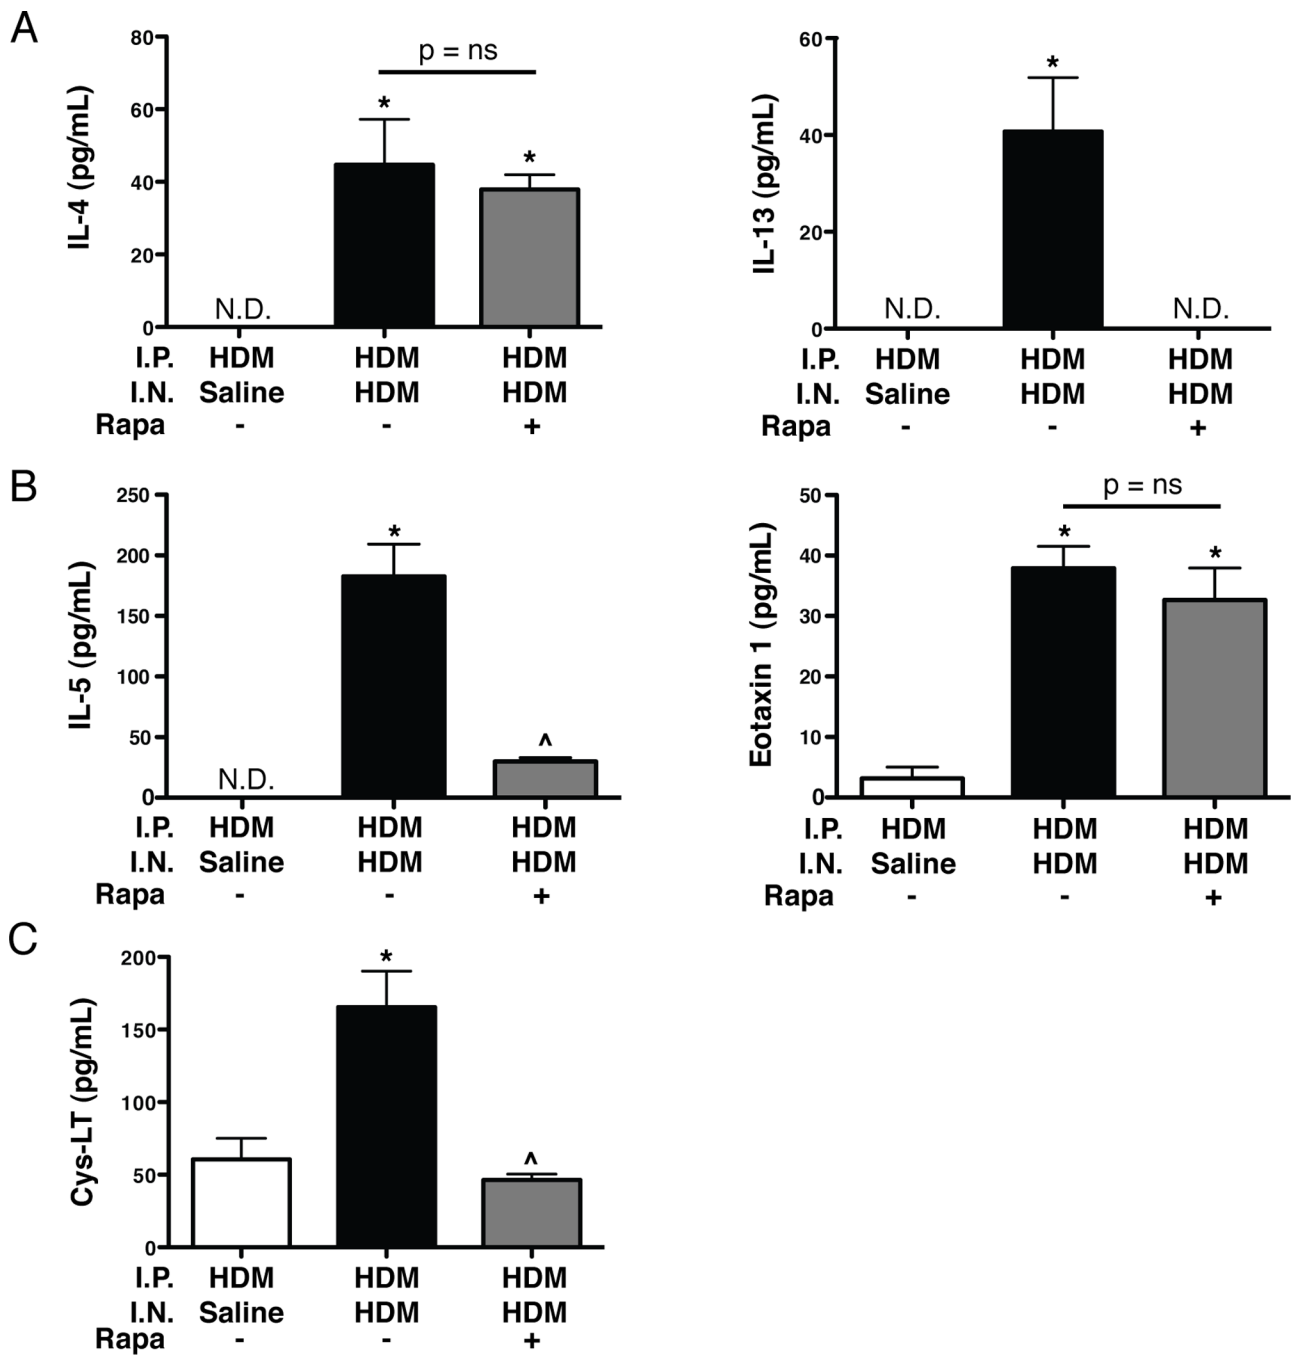 A
IL-4 (pg/mL)
80
60
40
20
0
p = ns
*
*
N.D.
I.P. HDM HDM HDM
I.N. Saline HDM HDM
Rapa - - +
IL-13 (pg/mL)
60
40
20
0
*
N.D. N.D.
I.P. HDM HDM HDM
I.N. Saline HDM HDM
Rapa - - +
B
IL-5 (pg/mL)
250
200
150
100
50
0
*
^
N.D.
I.P. HDM HDM HDM
I.N. Saline HDM HDM
Rapa - - +
Eotaxin 1 (pg/mL)
50
40
30
20
10
0
p = ns
*
*
I.P. HDM HDM HDM
I.N. Saline HDM HDM
Rapa - - +
C
Cys-LT (pg/mL)
200
150
100
50
0
*
^
I.P. HDM HDM HDM
I.N. Saline HDM HDM
Rapa - - +